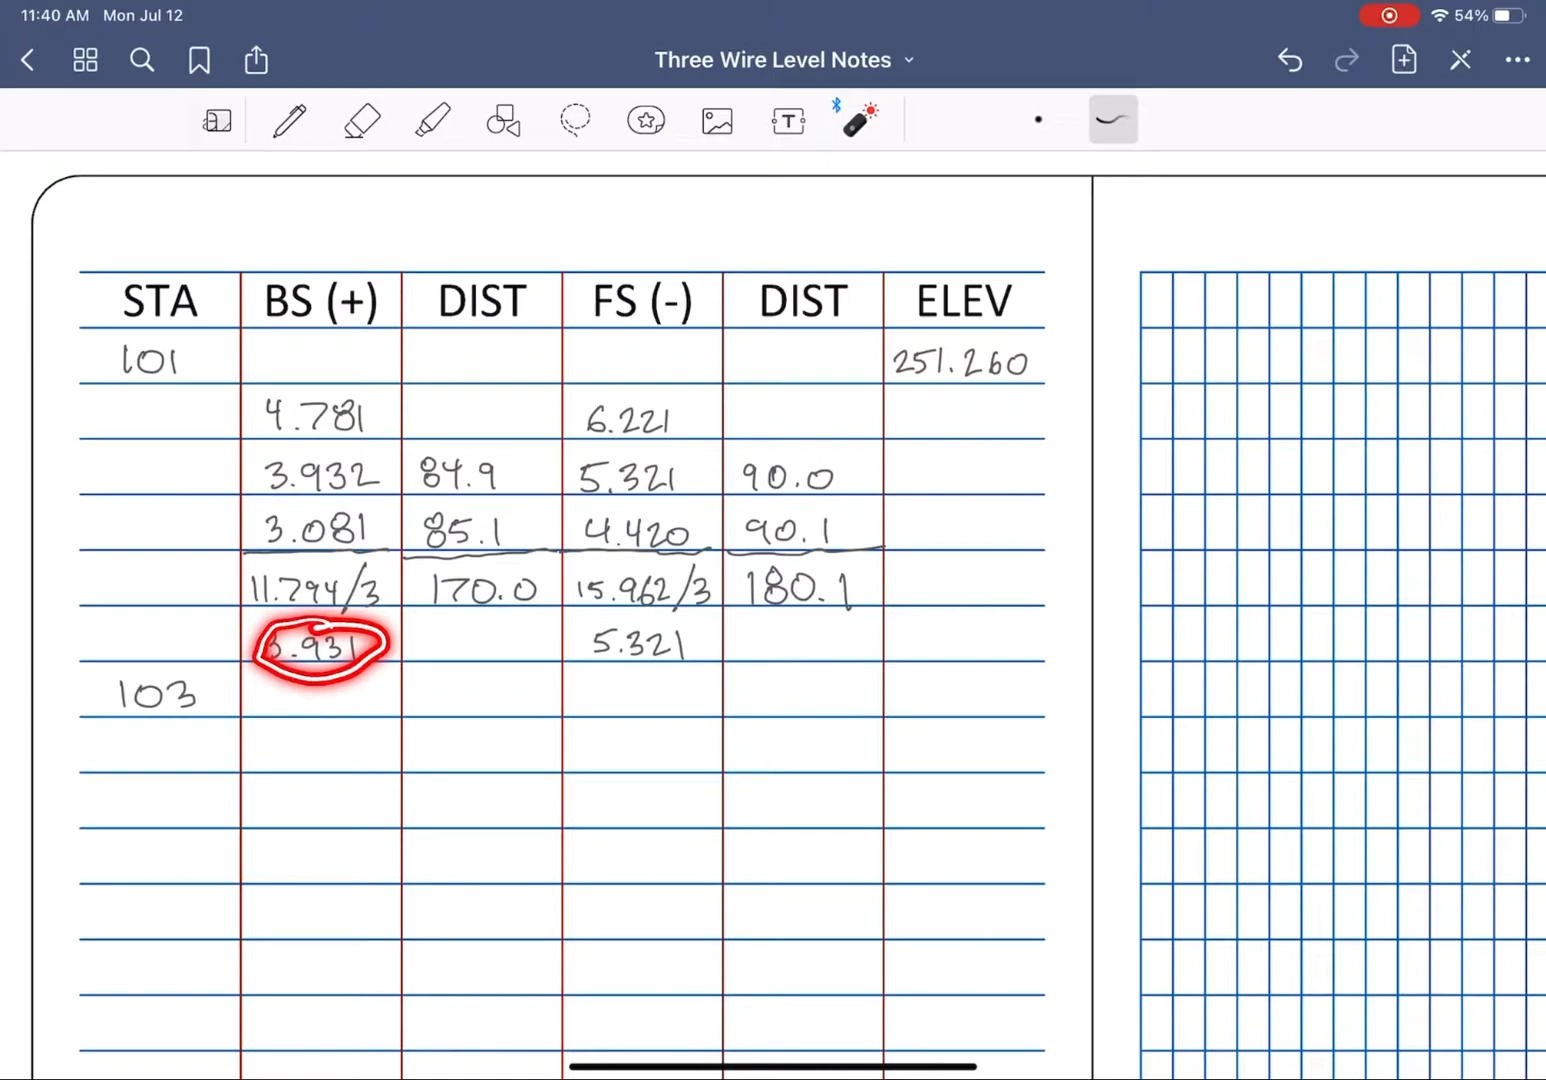 11:40 AM Mon Jul 12
54%
Three Wire Level Notes
STA BS (+) DIST FS (-) DIST ELEV
101 251.260
4.781 6.221
3.932 84.9 5.321 90.0
3.081 85.1 4.420 90.1
11.794/3 170.0 15.962/3 180.1
3.931 5.321
103